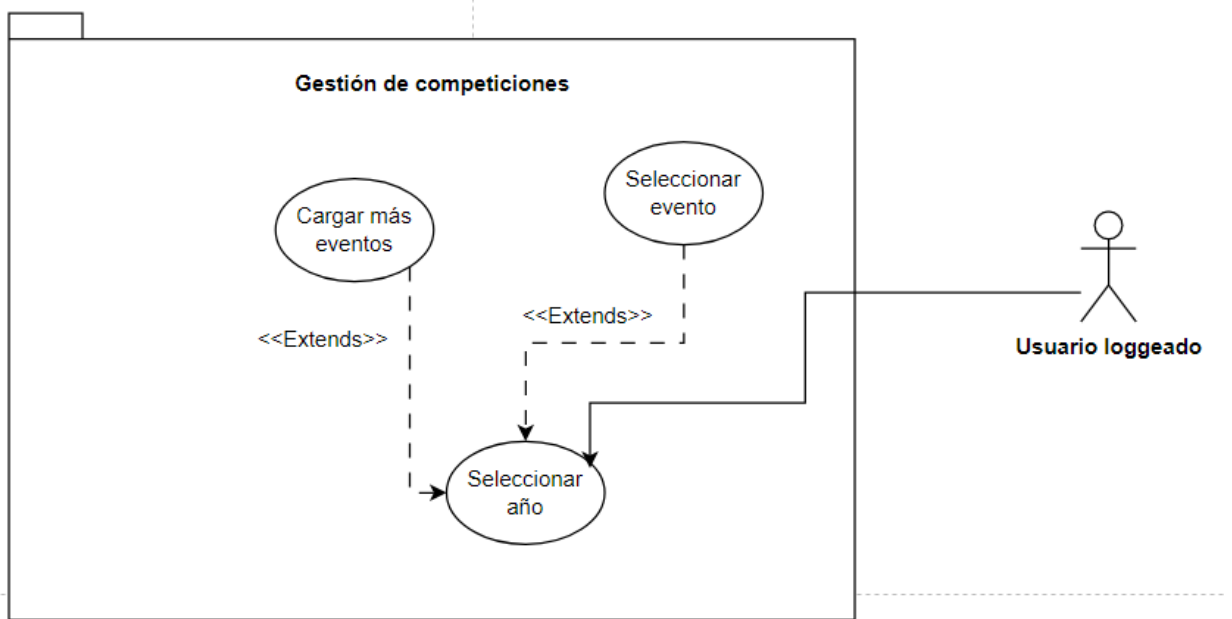 Gestión de competiciones
Seleccionar
evento
Cargar más
eventos
<<Extends>>
<<Extends>>
Usuario loggeado
Seleccionar
año